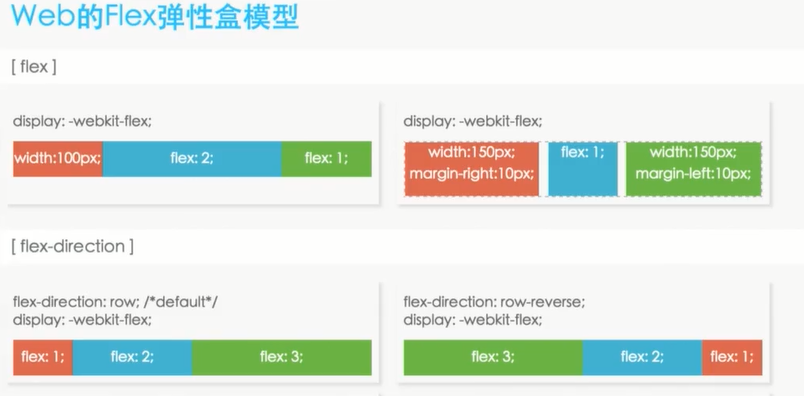 Web的Flex弹性盒模型
[ flex ]
display: -webkit-flex;
width:100px;
flex: 2;
flex: 1;
display: -webkit-flex;
width:150px;
margin-right:10px;
flex: 1;
width:150px;
margin-left:10px;
[ flex-direction ]
flex-direction: row; /*default*/
display: -webkit-flex;
flex: 1;
flex: 2;
flex: 3;
flex-direction: row-reverse;
display: -webkit-flex;
flex: 3;
flex: 2;
flex: 1;